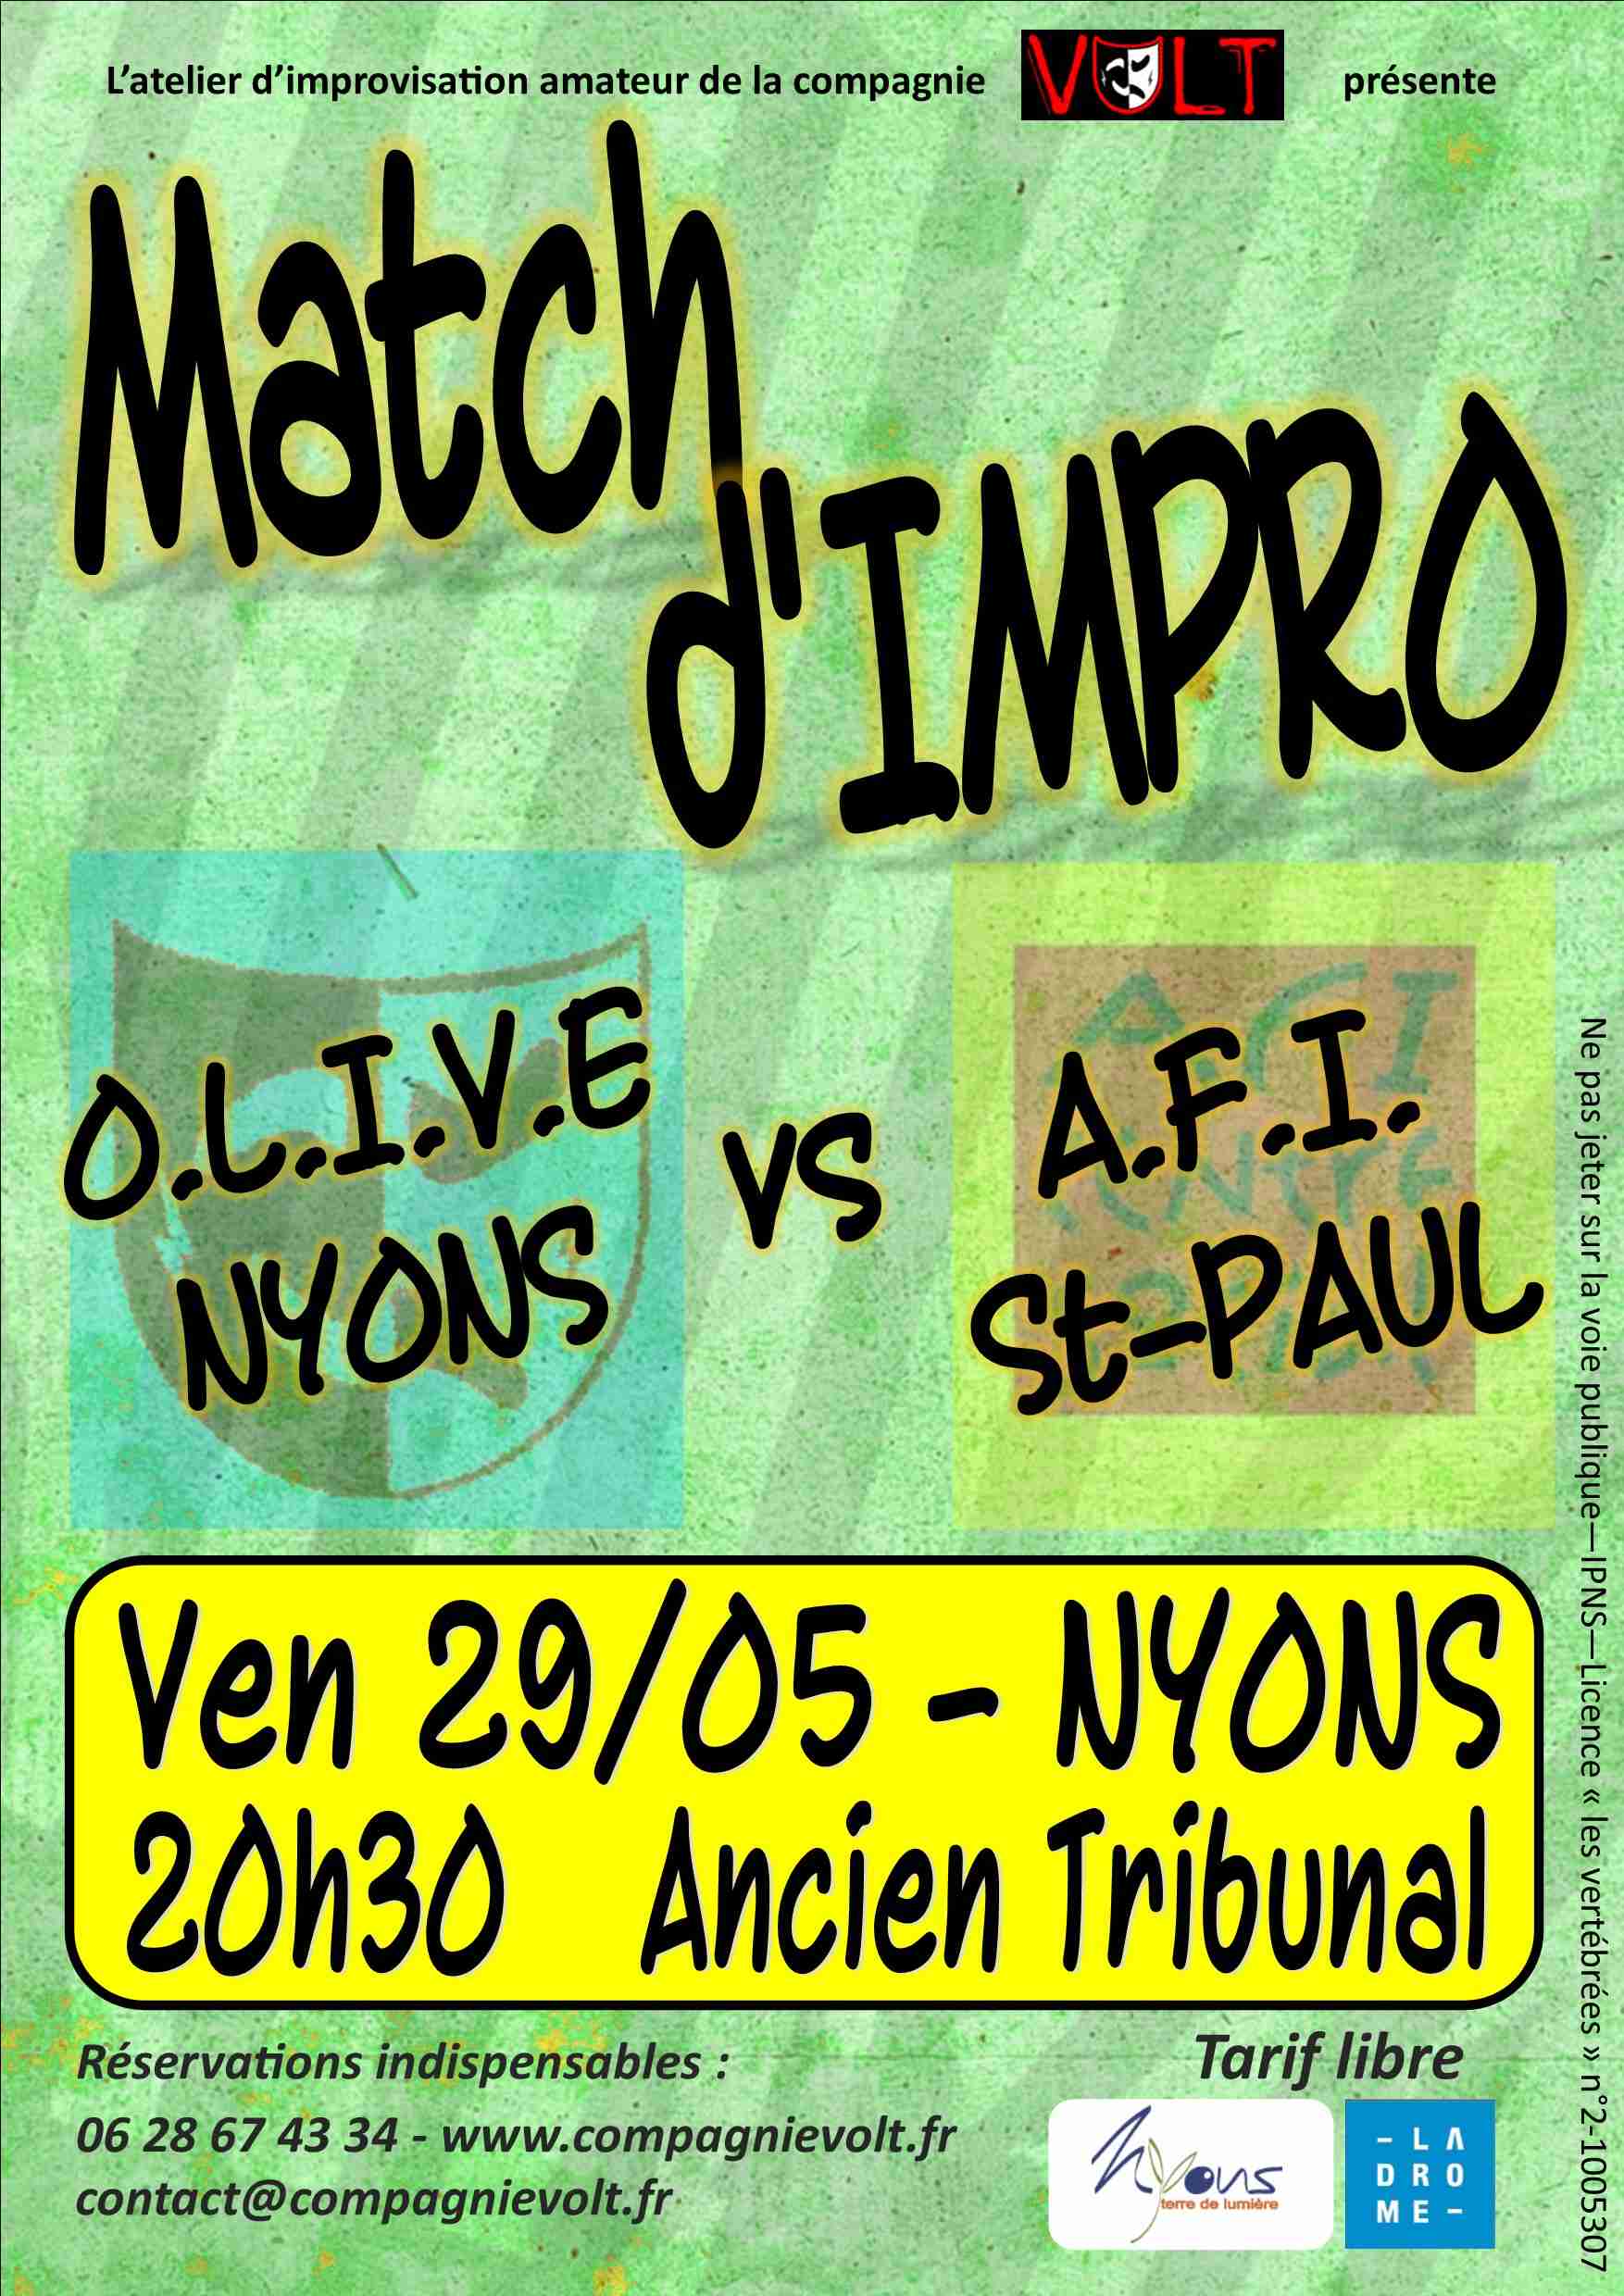 L'atelier d'improvisation amateur de la compagnie VOLT présente
Match
d'IMPRO
O.L.I.V.E
NYONS
vs
A.F.I.
St-PAUL
Ven 29/05 - NYONS
20h30 Ancien Tribunal
Réservations indispensables :
06 28 67 43 34 - www.compagnievolt.fr
contact@compagnievolt.fr
Tarif libre
Nyons
terre de lumière
- LA
DRO
ME -
Ne pas jeter sur la voie publique—IPNS—Licence « les vertébrées » n°2-1005307